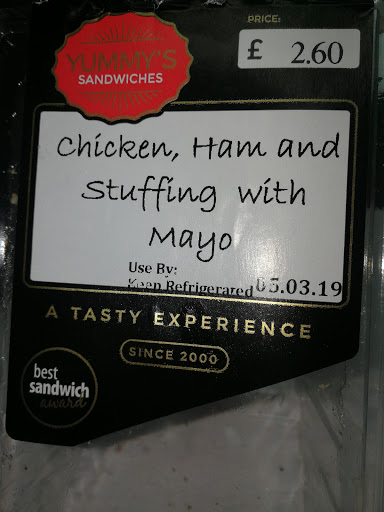 YUMMY'S
SANDWICHES
PRICE:
£ 2.60
Chicken, Ham and
Stuffing with
Mayo
Use By:
Keep Refrigerared 05.03.19
A TASTY EXPERIENCE
SINCE 2000
best
sandwich
award